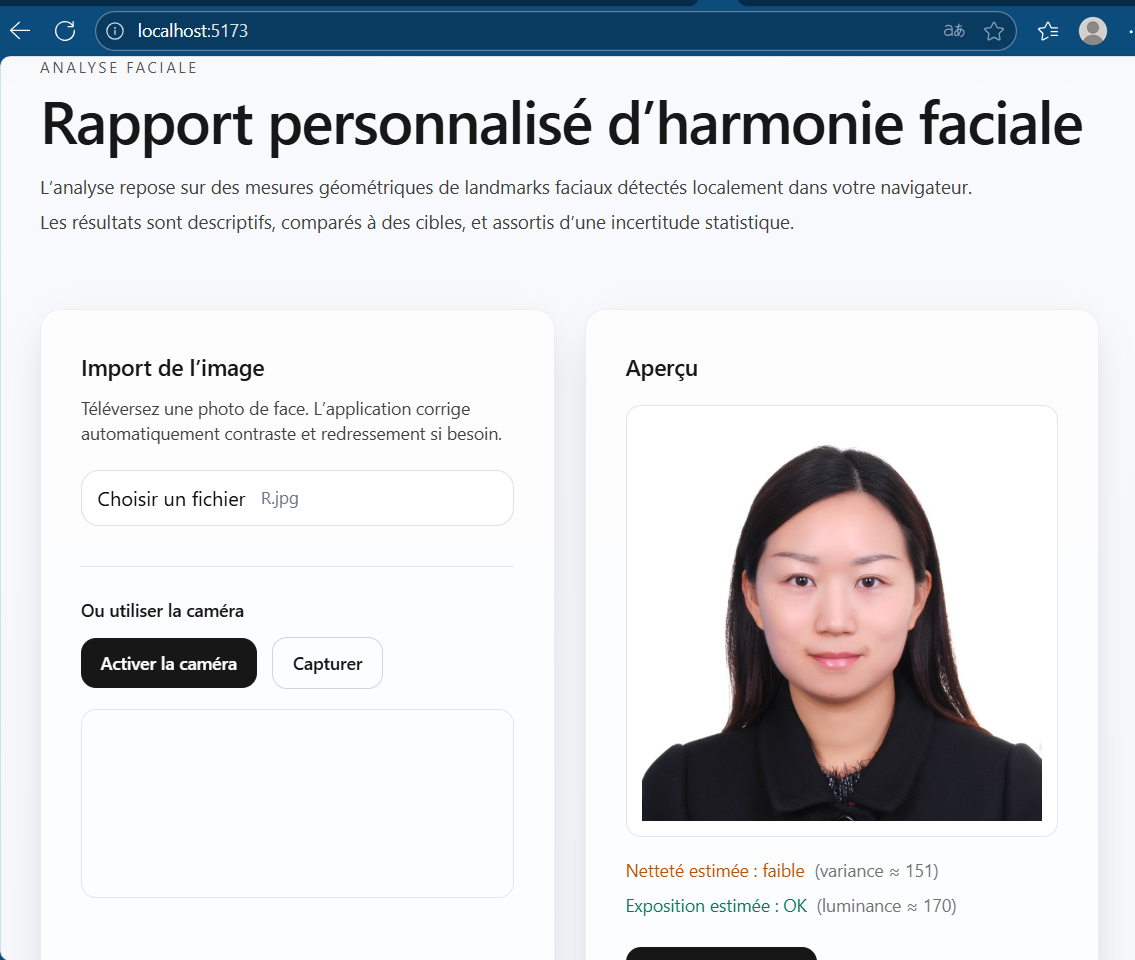 localhost:5173
aあ
ANALYSE FACIALE
Rapport personnalisé d’harmonie faciale
L’analyse repose sur des mesures géométriques de landmarks faciaux détectés localement dans votre navigateur.
Les résultats sont descriptifs, comparés à des cibles, et assortis d’une incertitude statistique.
Import de l’image
Téléversez une photo de face. L’application corrige
automatiquement contraste et redressement si besoin.
Choisir un fichier R.jpg
Ou utiliser la caméra
Activer la caméra
Capturer
Aperçu
Netteté estimée : faible (variance ≈ 151)
Exposition estimée : OK (luminance ≈ 170)